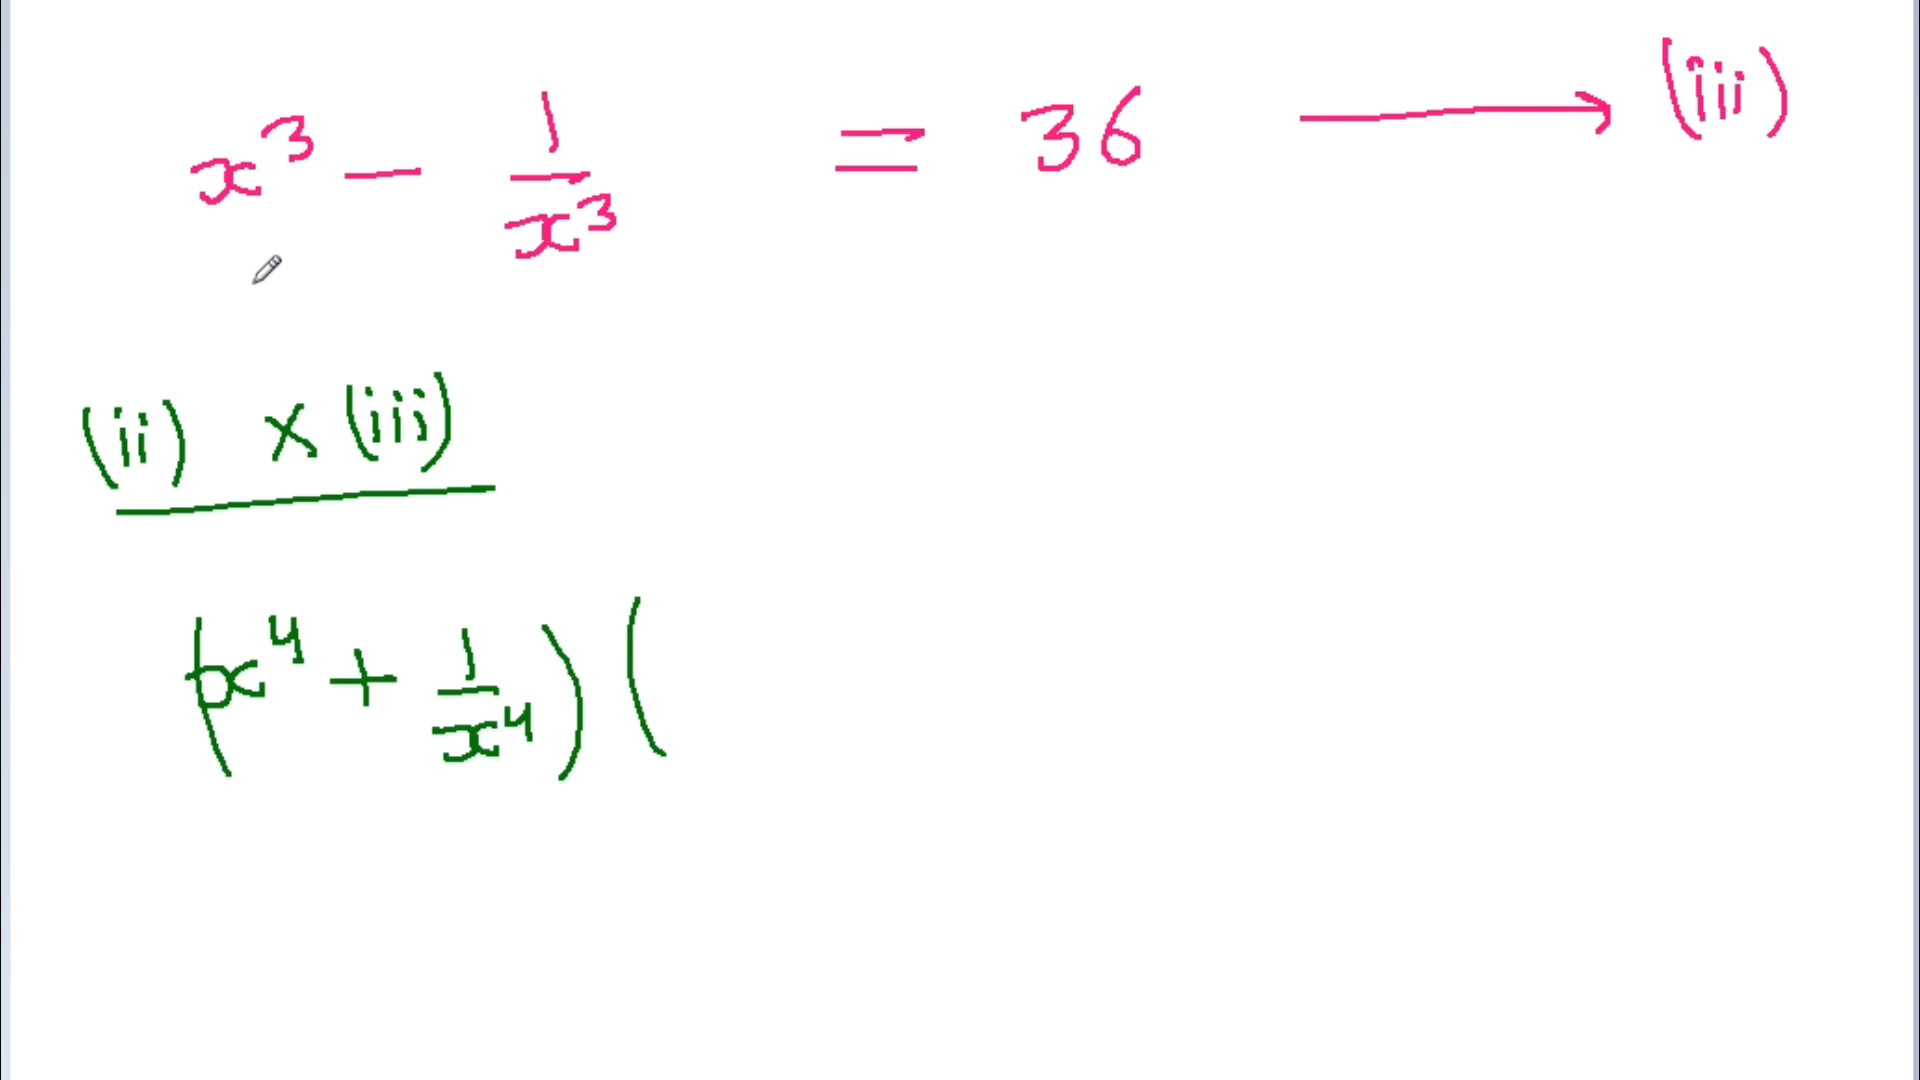 x³ − 1/x³ = 36 ⟶ (iii)
(ii) × (iii)
(x⁴ + 1/x⁴) (